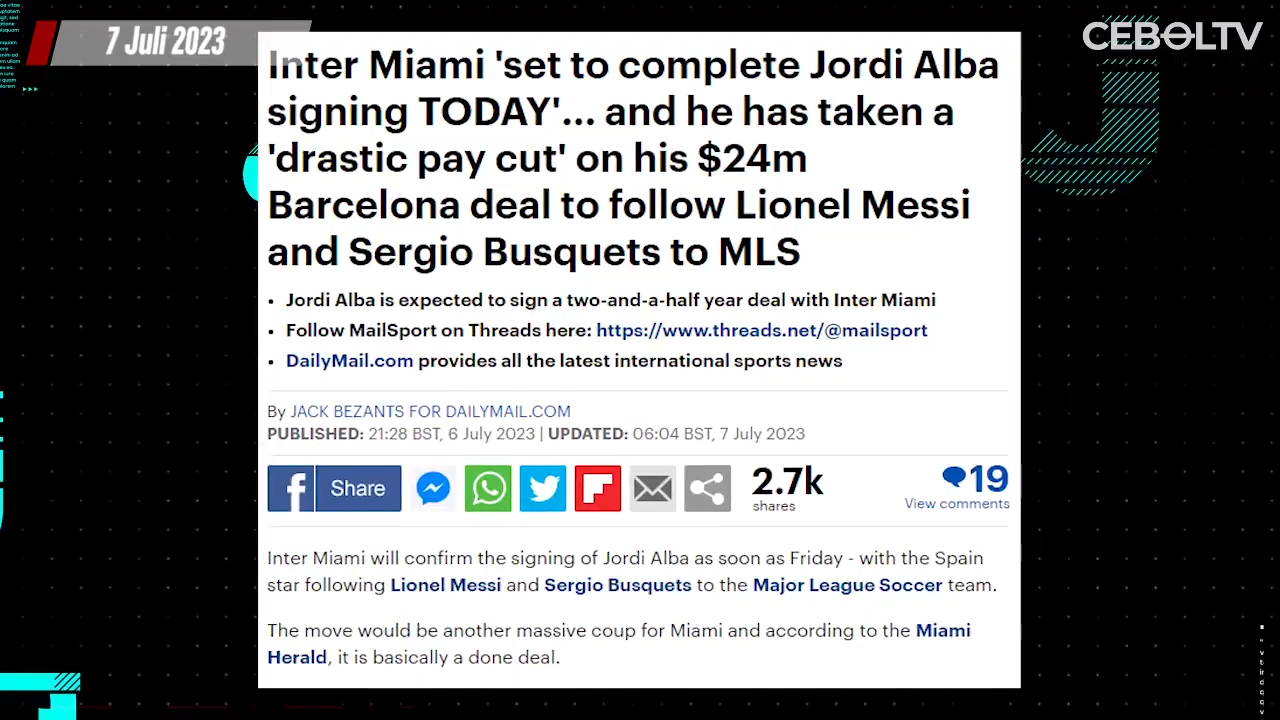 7 Juli 2023
CEBOLTV
Inter Miami 'set to complete Jordi Alba
signing TODAY'... and he has taken a
'drastic pay cut' on his $24m
Barcelona deal to follow Lionel Messi
and Sergio Busquets to MLS
• Jordi Alba is expected to sign a two-and-a-half year deal with Inter Miami
• Follow MailSport on Threads here: https://www.threads.net/@mailsport
• DailyMail.com provides all the latest international sports news
By JACK BEZANTS FOR DAILYMAIL.COM
PUBLISHED: 21:28 BST, 6 July 2023 | UPDATED: 06:04 BST, 7 July 2023
Share
2.7k
shares
19
View comments
Inter Miami will confirm the signing of Jordi Alba as soon as Friday - with the Spain
star following Lionel Messi and Sergio Busquets to the Major League Soccer team.
The move would be another massive coup for Miami and according to the Miami
Herald, it is basically a done deal.